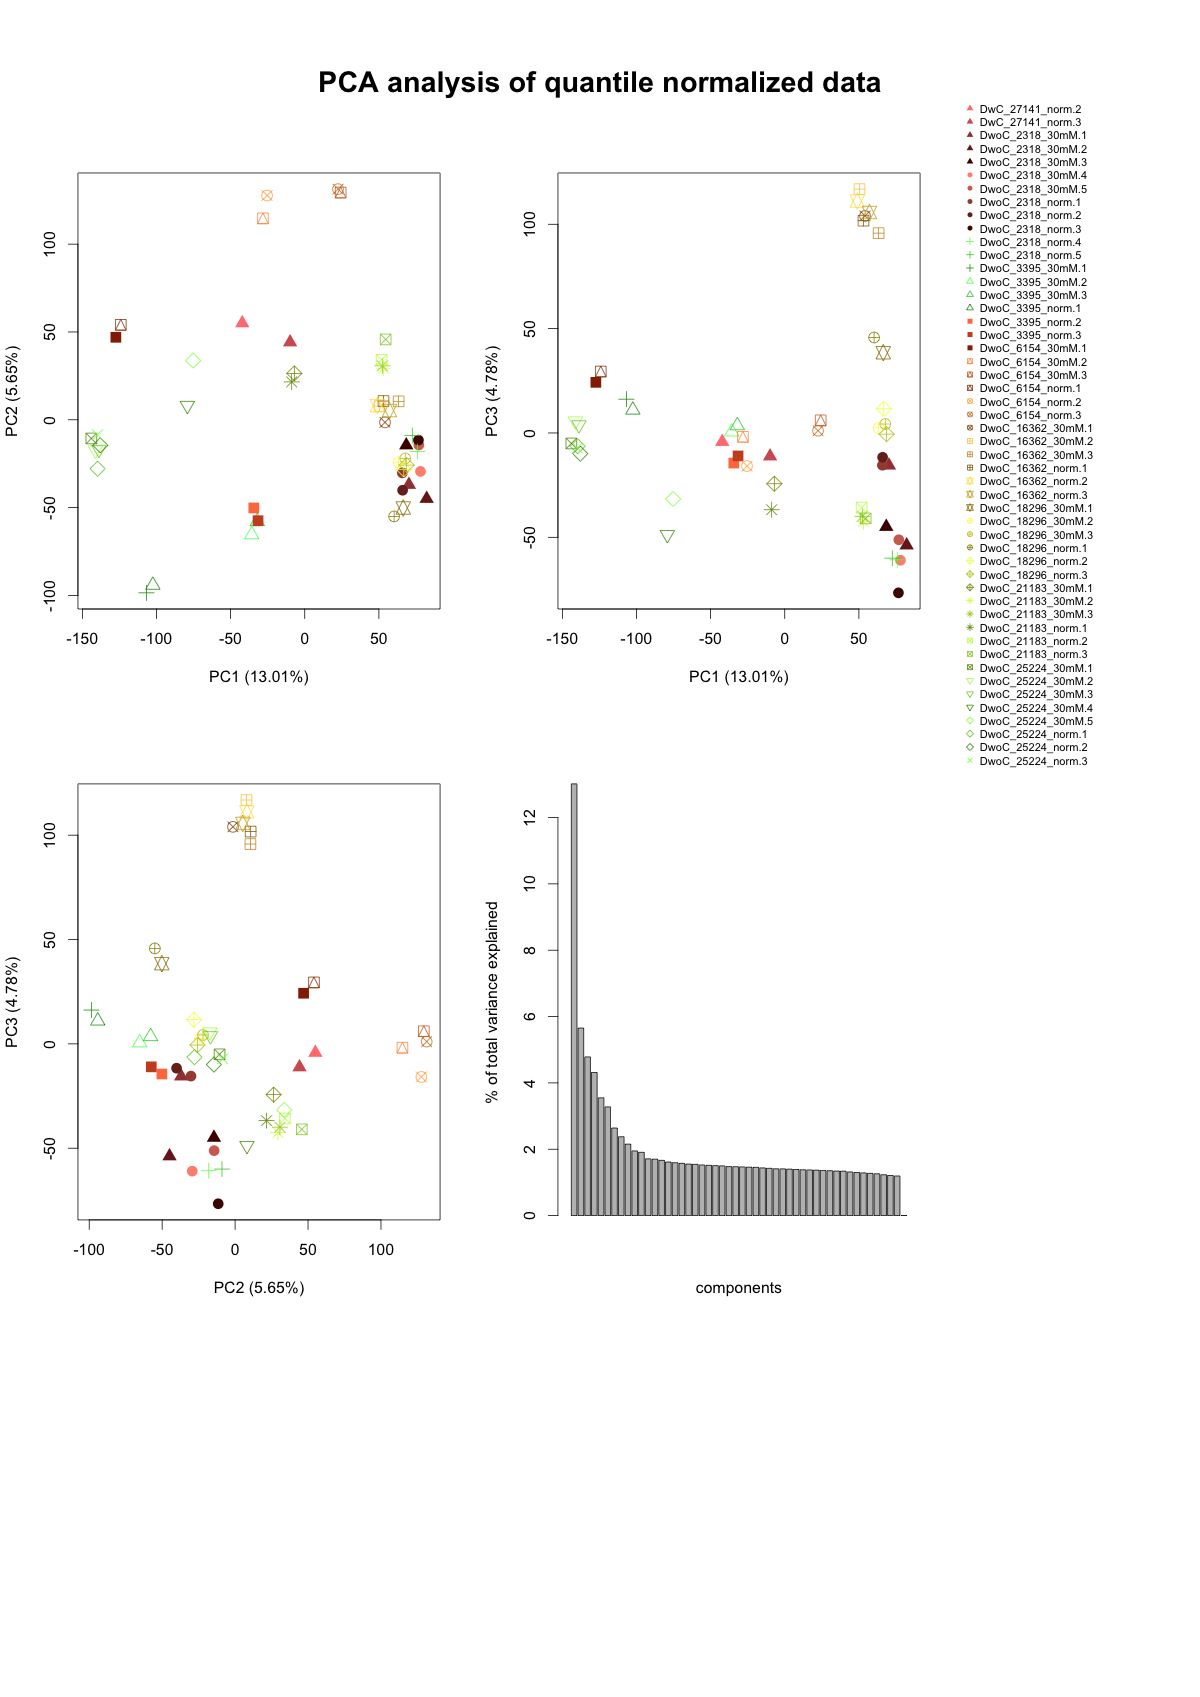 PCA analysis of quantile normalized data
DwC_27141_norm.2
DwC_27141_norm.3
DwoC_2318_30mM.1
DwoC_2318_30mM.2
DwoC_2318_30mM.3
DwoC_2318_30mM.4
DwoC_2318_30mM.5
DwoC_2318_norm.1
DwoC_2318_norm.2
DwoC_2318_norm.3
DwoC_2318_norm.4
DwoC_2318_norm.5
DwoC_3395_30mM.1
DwoC_3395_30mM.2
DwoC_3395_30mM.3
DwoC_3395_norm.1
DwoC_3395_norm.2
DwoC_3395_norm.3
DwoC_6154_30mM.1
DwoC_6154_30mM.2
DwoC_6154_30mM.3
DwoC_6154_norm.1
DwoC_6154_norm.2
DwoC_6154_norm.3
DwoC_16362_30mM.1
DwoC_16362_30mM.2
DwoC_16362_30mM.3
DwoC_16362_norm.1
DwoC_16362_norm.2
DwoC_16362_norm.3
DwoC_18296_30mM.1
DwoC_18296_30mM.2
DwoC_18296_30mM.3
DwoC_18296_norm.1
DwoC_18296_norm.2
DwoC_18296_norm.3
DwoC_21183_30mM.1
DwoC_21183_30mM.2
DwoC_21183_30mM.3
DwoC_21183_norm.1
DwoC_21183_norm.2
DwoC_21183_norm.3
DwoC_25224_30mM.1
DwoC_25224_30mM.2
DwoC_25224_30mM.3
DwoC_25224_30mM.4
DwoC_25224_30mM.5
DwoC_25224_norm.1
DwoC_25224_norm.2
DwoC_25224_norm.3
PC2 (5.65%)
100
50
0
-50
-100
-150 -100 -50 0 50
PC1 (13.01%)
PC3 (4.78%)
100
50
0
-50
-150 -100 -50 0 50
PC1 (13.01%)
PC3 (4.78%)
100
50
0
-50
-100 -50 0 50 100
PC2 (5.65%)
% of total variance explained
12
10
8
6
4
2
0
components